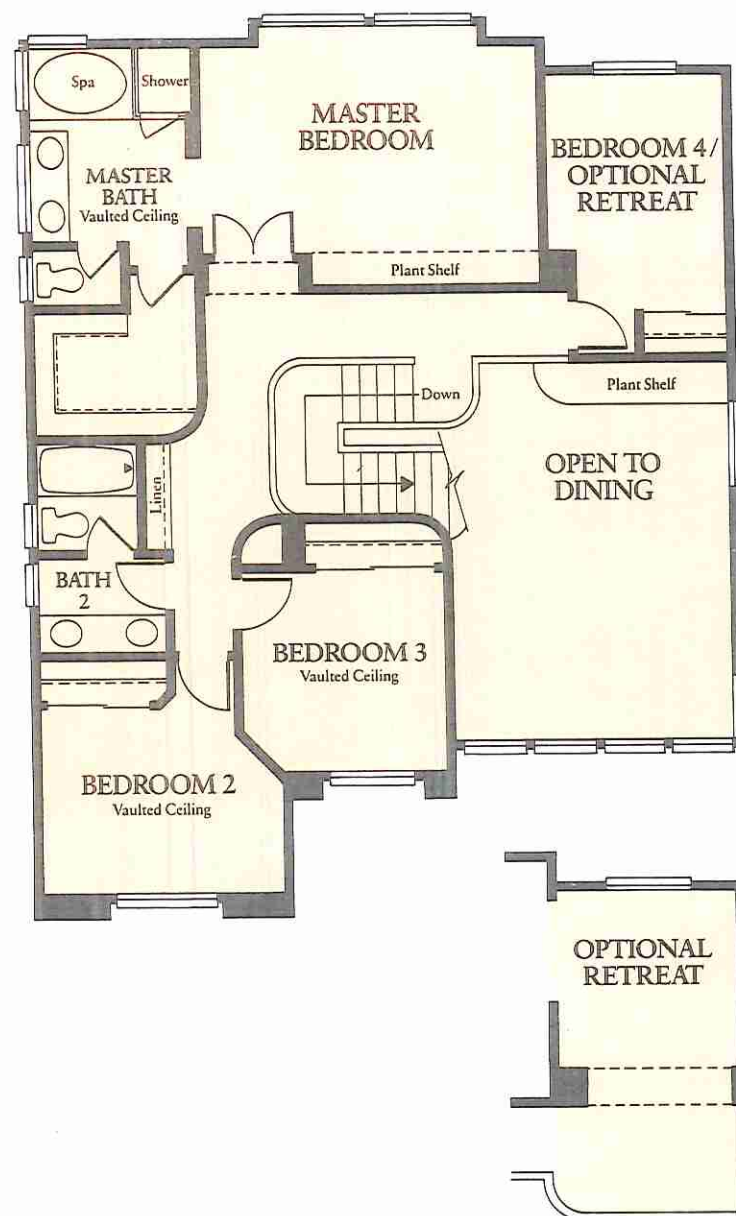 Spa
Shower
MASTER
BEDROOM
BEDROOM 4/
OPTIONAL
RETREAT
MASTER
BATH
Vaulted Ceiling
Plant Shelf
Down
Plant Shelf
OPEN TO
DINING
Linen
BATH
2
BEDROOM 3
Vaulted Ceiling
BEDROOM 2
Vaulted Ceiling
OPTIONAL
RETREAT